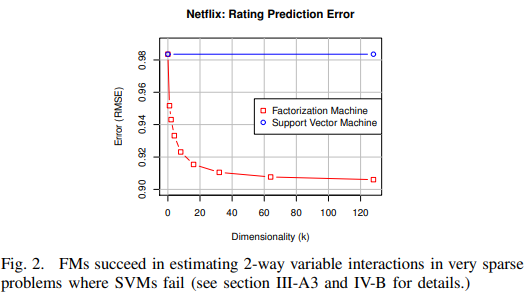 Netflix: Rating Prediction Error
Error (RMSE)
0.98
0.96
0.94
0.92
0.90
Factorization Machine
Support Vector Machine
0 20 40 60 80 100 120
Dimensionality (k)
Fig. 2. FMs succeed in estimating 2-way variable interactions in very sparse
problems where SVMs fail (see section III-A3 and IV-B for details.)